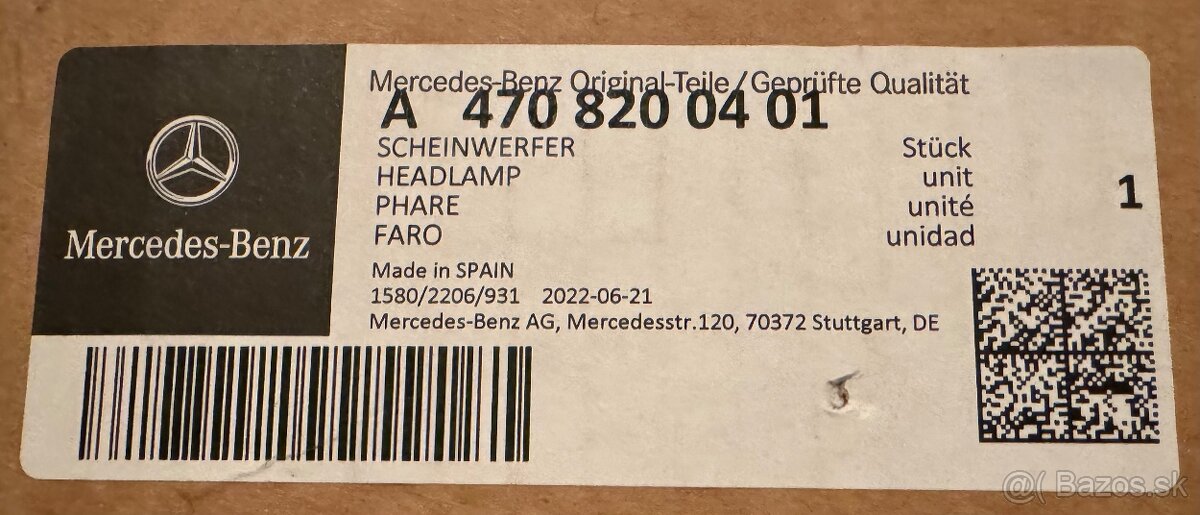 Mercedes-Benz Original-Teile/Geprüfte Qualität
A 470 820 04 01
SCHEINWERFER Stück
HEADLAMP unit
PHARE unité
FARO unidad
1
Mercedes-Benz
Made in SPAIN
1580/2206/931 2022-06-21
Mercedes-Benz AG, Mercedesstr.120, 70372 Stuttgart, DE
@( Bazos.sk